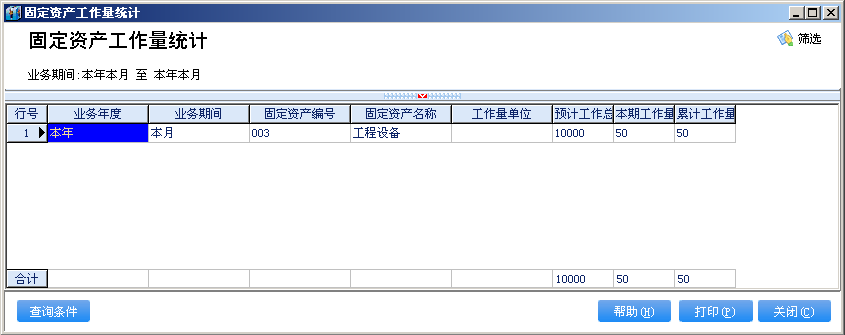 固定资产工作量统计
固定资产工作量统计
筛选
业务期间:本年本月 至 本年本月
行号 业务年度 业务期间 固定资产编号 固定资产名称 工作量单位 预计工作总 本期工作量 累计工作量
1 本年 本月 003 工程设备 10000 50 50
合计 10000 50 50
查询条件 帮助(H) 打印(P) 关闭(C)